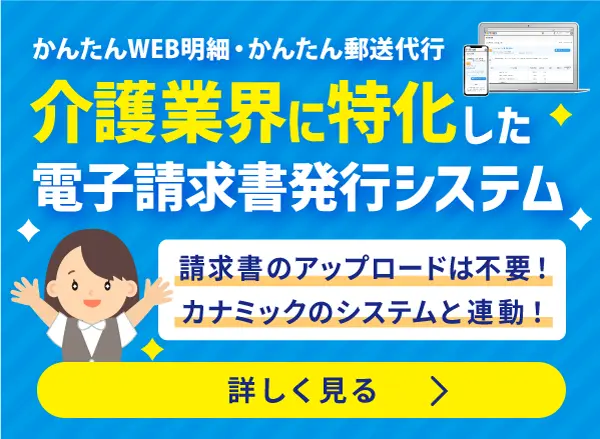 かんたんWEB明細・かんたん郵送代行
介護業界に特化した
電子請求書発行システム
請求書のアップロードは不要！
カナミックのシステムと連動！
詳しく見る